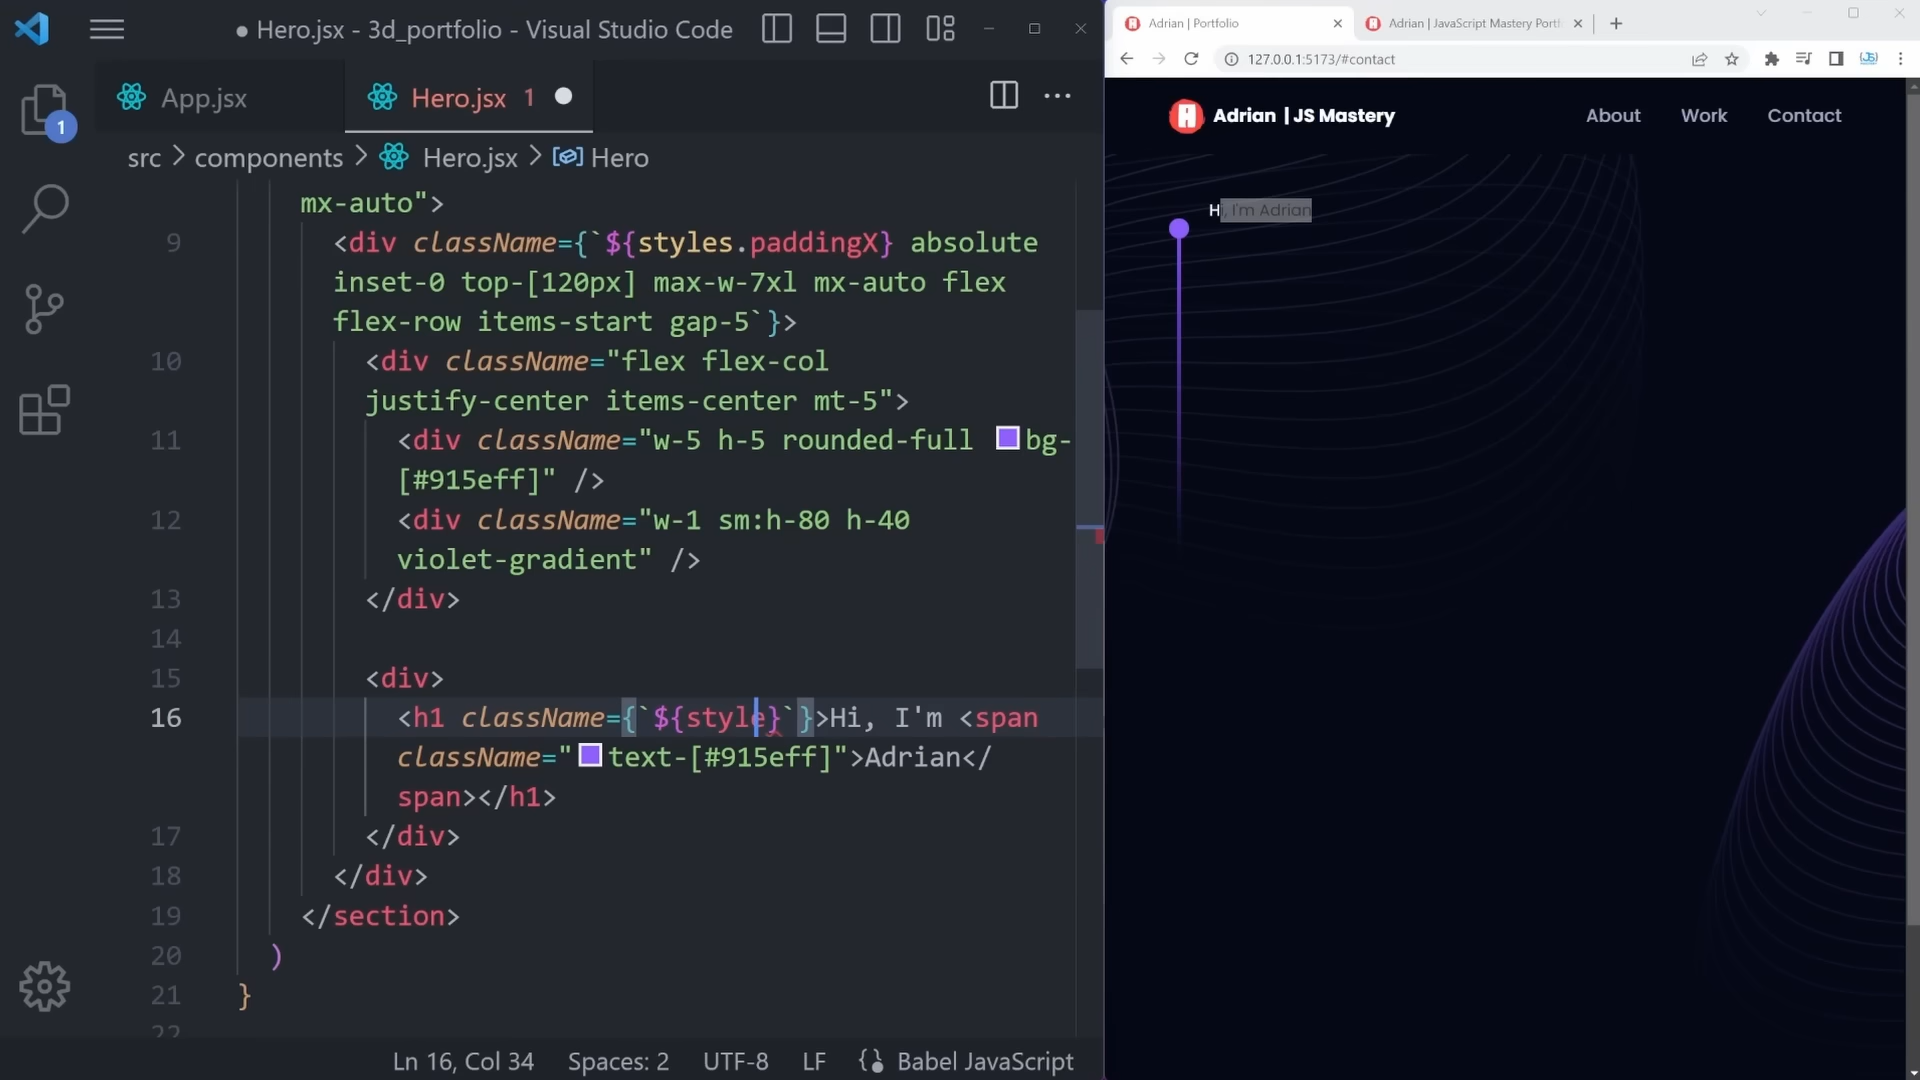 ● Hero.jsx - 3d_portfolio - Visual Studio Code
App.jsx
Hero.jsx 1
src > components > Hero.jsx > Hero
1
mx-auto">
9 <div className={`${styles.paddingX} absolute
inset-0 top-[120px] max-w-7xl mx-auto flex
flex-row items-start gap-5`}>
10 <div className="flex flex-col
justify-center items-center mt-5">
11 <div className="w-5 h-5 rounded-full bg-
[#915eff]" />
12 <div className="w-1 sm:h-80 h-40
violet-gradient" />
13 </div>
14
15 <div>
16 <h1 className={`${style}`}>Hi, I'm <span
className="text-[#915eff]">Adrian</
span></h1>
17 </div>
18 </div>
19 </section>
20 )
21 }
22
Ln 16, Col 34 Spaces: 2 UTF-8 LF Babel JavaScript
Adrian | Portfolio
Adrian | JavaScript Mastery Portf
127.0.0.1:5173/#contact
Adrian | JS Mastery
About Work Contact
Hi, I'm Adrian